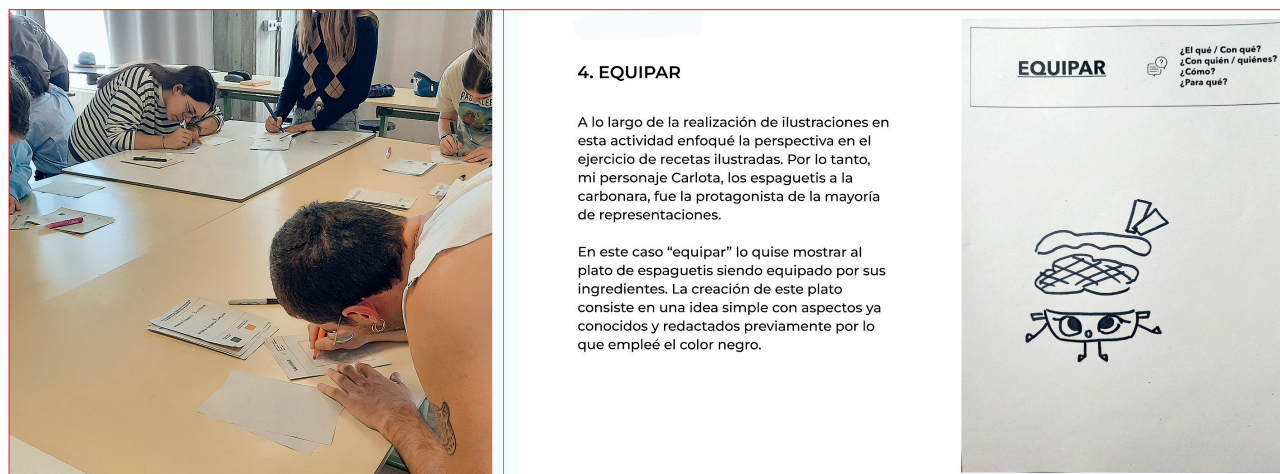 4. EQUIPAR
A lo largo de la realización de ilustraciones en
esta actividad enfoqué la perspectiva en el
ejercicio de recetas ilustradas. Por lo tanto,
mi personaje Carlota, los espaguetis a la
carbonara, fue la protagonista de la mayoría
de representaciones.
En este caso “equipar” lo quise mostrar al
plato de espaguetis siendo equipado por sus
ingredientes. La creación de este plato
consiste en una idea simple con aspectos ya
conocidos y redactados previamente por lo
que empleé el color negro.
EQUIPAR
¿El qué / Con qué?
¿Con quién / quiénes?
¿Cómo?
¿Para qué?